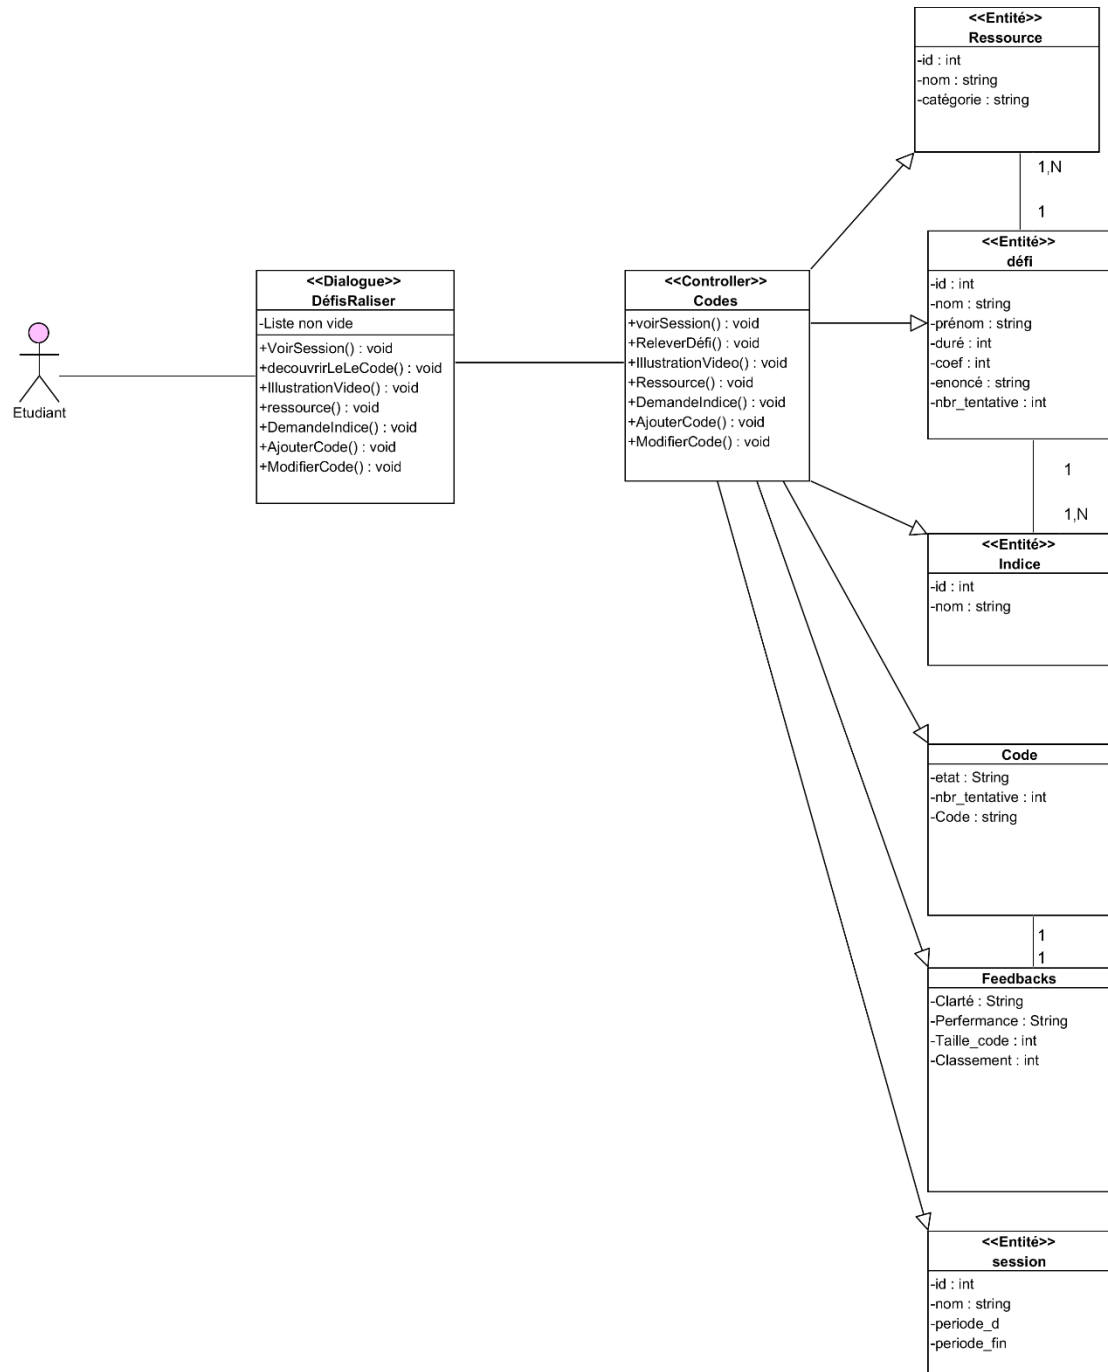 <<Entité>>
Ressource
-id : int
-nom : string
-catégorie : string
1,N
1
<<Entité>>
défi
-id : int
-nom : string
-prénom : string
-duré : int
-coef : int
-enoncé : string
-nbr_tentative : int
<<Dialogue>>
DéfisRaliser
-Liste non vide
+VoirSession() : void
+decouvrirLeLeCode() : void
+IllustrationVideo() : void
+ressource() : void
+DemandeIndice() : void
+AjouterCode() : void
+ModifierCode() : void
<<Controller>>
Codes
+voirSession() : void
+ReleverDéfi() : void
+IllustrationVideo() : void
+Ressource() : void
+DemandeIndice() : void
+AjouterCode() : void
+ModifierCode() : void
Etudiant
1
1,N
<<Entité>>
Indice
-id : int
-nom : string
Code
-etat : String
-nbr_tentative : int
-Code : string
1
1
Feedbacks
-Clarté : String
-Perfermance : String
-Taille_code : int
-Classement : int
<<Entité>>
session
-id : int
-nom : string
-periode_d
-periode_fin